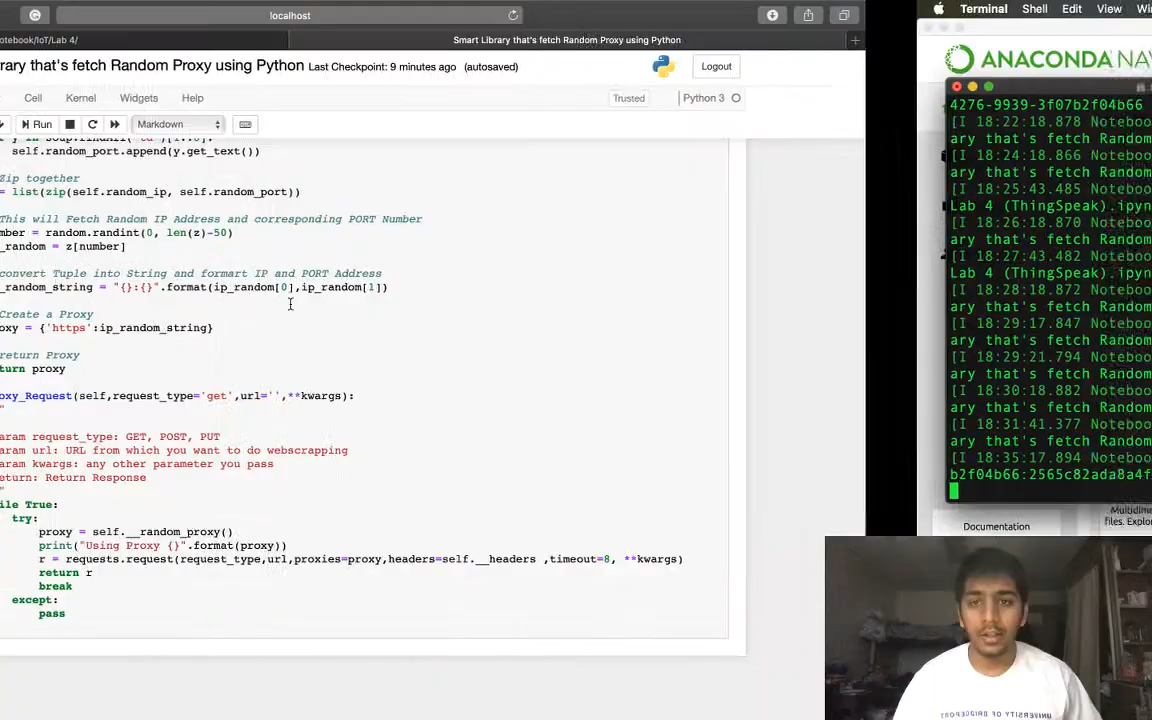 localhost
otebook/IoT/Lab 4/
Smart Library that's fetch Random Proxy using Python
rary that's fetch Random Proxy using Python Last Checkpoint: 9 minutes ago (autosaved)
Logout
Cell Kernel Widgets Help
Trusted
Python 3
Run
Markdown
self.random_port.append(y.get_text())
Zip together
= list(zip(self.random_ip, self.random_port))
This will Fetch Random IP Address and corresponding PORT Number
mber = random.randint(0, len(z)-50)
_random = z[number]
convert Tuple into String and formart IP and PORT Address
_random_string = "{}:{}".format(ip_random[0],ip_random[1])
Create a Proxy
oxy = {'https':ip_random_string}
return Proxy
turn proxy
oxy_Request(self,request_type='get',url='',**kwargs):
"
aram request_type: GET, POST, PUT
aram url: URL from which you want to do webscrapping
aram kwargs: any other parameter you pass
eturn: Return Response
"
ile True:
try:
proxy = self.__random_proxy()
print("Using Proxy {}".format(proxy))
r = requests.request(request_type,url,proxies=proxy,headers=self.__headers ,timeout=8, **kwargs)
return r
break
except:
pass
Terminal Shell Edit View Win
ANACONDA NAV
4276-9939-3f07b2f04b66
[I 18:22:18.878 Noteboo
ary that's fetch Random
[I 18:24:18.866 Noteboo
ary that's fetch Random
[I 18:25:43.485 Noteboo
Lab 4 (ThingSpeak).ipyn
[I 18:26:18.870 Noteboo
ary that's fetch Random
[I 18:27:43.482 Noteboo
Lab 4 (ThingSpeak).ipyn
[I 18:28:18.872 Noteboo
ary that's fetch Random
[I 18:29:17.847 Noteboo
ary that's fetch Random
[I 18:29:21.794 Noteboo
ary that's fetch Random
[I 18:30:18.882 Noteboo
ary that's fetch Random
[I 18:31:41.377 Noteboo
ary that's fetch Random
[I 18:35:17.894 Noteboo
b2f04b66:2565c82ada8a4f
Documentation
Multidime
files. Explor
UNIVERSITY OF BRIDGEPORT